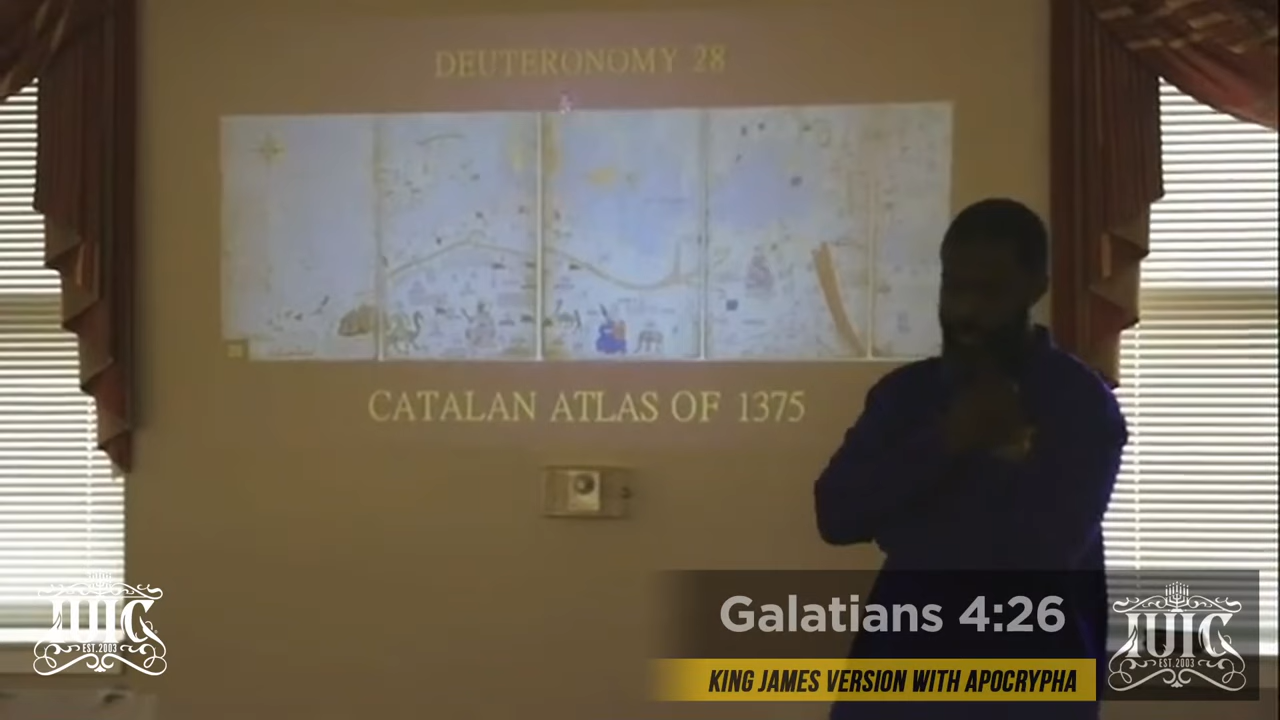 DEUTERONOMY 28
CATALAN ATLAS OF 1375
Galatians 4:26
KING JAMES VERSION WITH APOCRYPHA
IUIC
EST. 2003
IUIC
EST. 2003